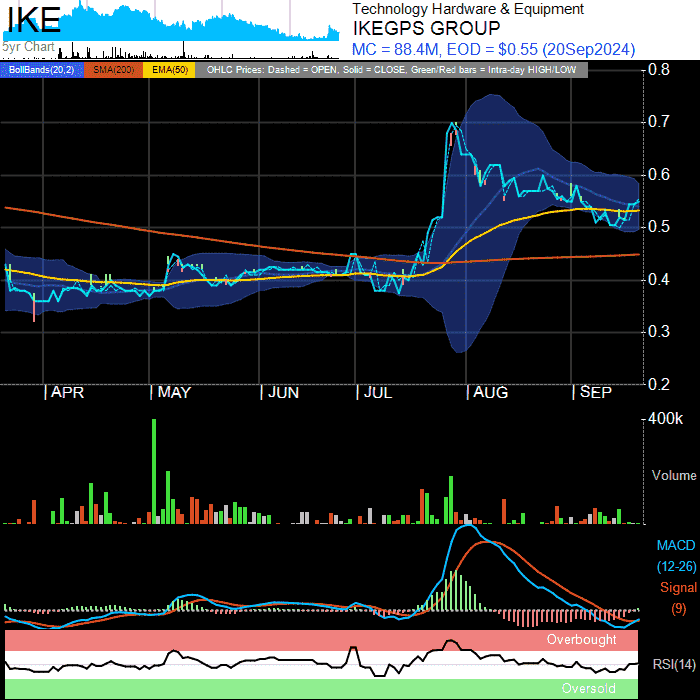 IKE
5yr Chart
Technology Hardware & Equipment
IKEGPS GROUP
MC = 88.4M, EOD = $0.55 (20Sep2024)
BollBands(20,2) SMA(200) EMA(50) OHLC Prices: Dashed = OPEN, Solid = CLOSE, Green/Red bars = Intra-day HIGH/LOW
0.8
0.7
0.6
0.5
0.4
0.3
0.2
APR MAY JUN JUL AUG SEP
400k
Volume
MACD
(12-26)
Signal
(9)
Overbought
RSI(14)
Oversold